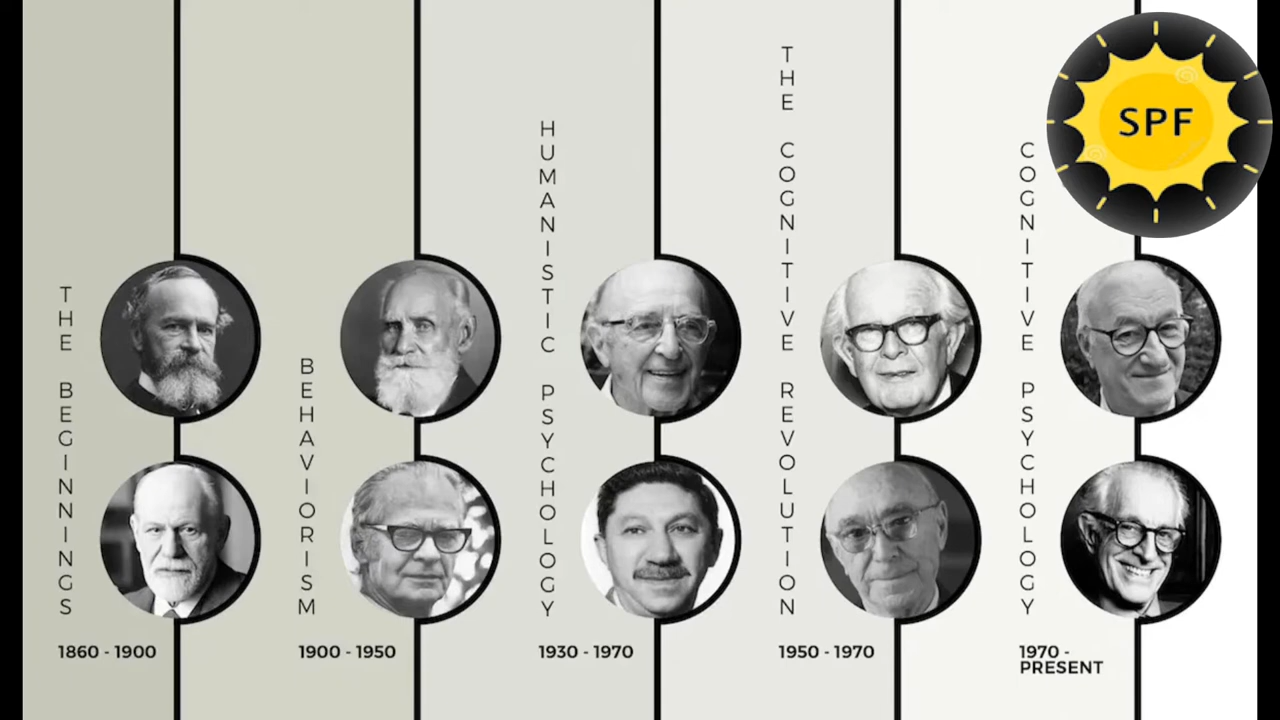 THE BEGINNINGS
1860 - 1900
BEHAVIORISM
1900 - 1950
HUMANISTIC PSYCHOLOGY
1930 - 1970
THE COGNITIVE REVOLUTION
1950 - 1970
COGNITIVE PSYCHOLOGY
1970 -
PRESENT
SPF